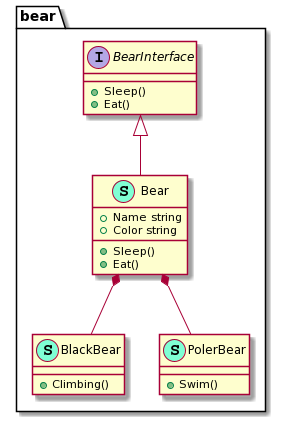 bear
I BearInterface
Sleep()
Eat()
S Bear
Name string
Color string
Sleep()
Eat()
S BlackBear
Climbing()
S PolerBear
Swim()